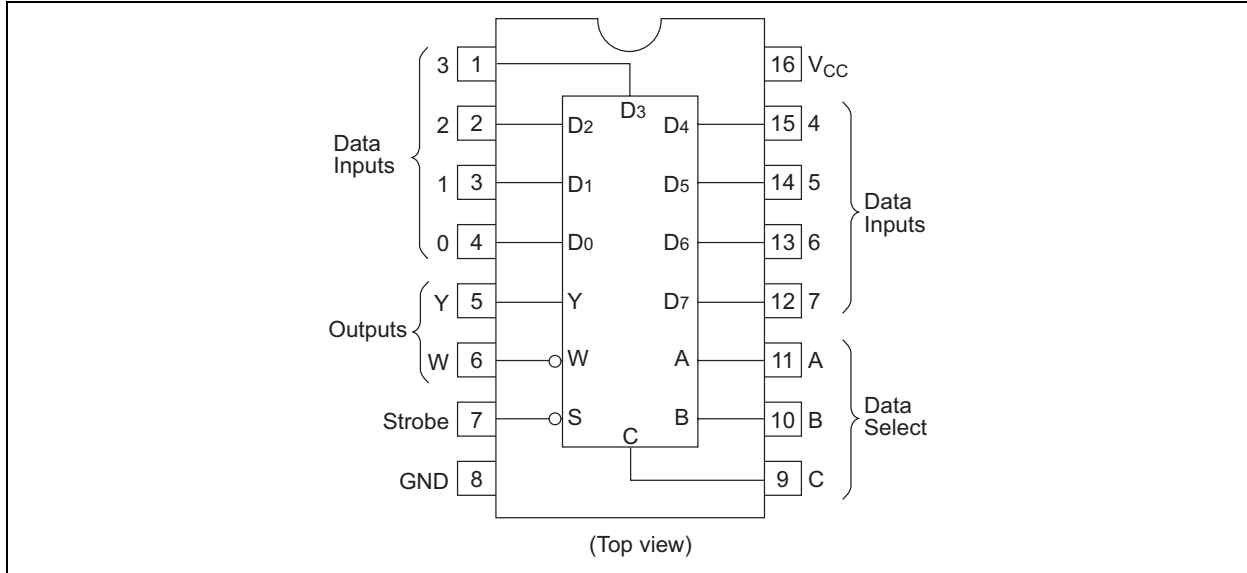 3 1
2 2
1 3
0 4
Data
Inputs
Y 5
W 6
Outputs
Strobe 7
GND 8
D3
D2 D4
D1 D5
D0 D6
Y D7
W A
S B
C
16 VCC
15 4
14 5
13 6
12 7
Data
Inputs
11 A
10 B
9 C
Data
Select
(Top view)